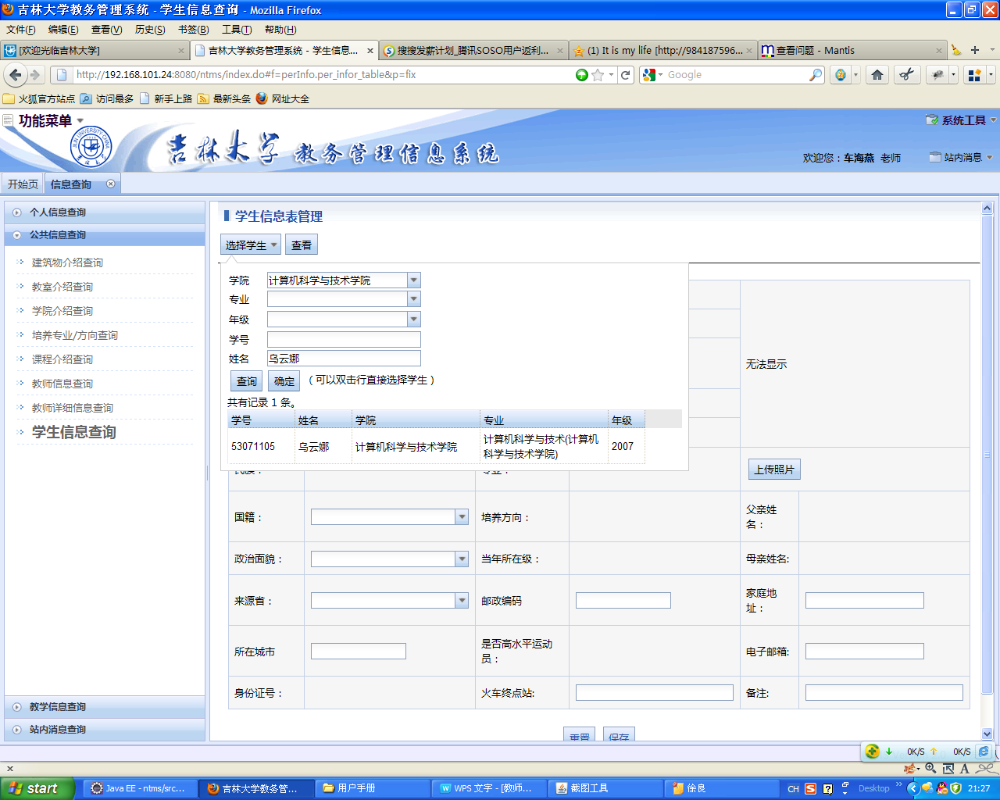 吉林大学教务管理系统 - 学生信息查询 - Mozilla Firefox
文件(F) 编辑(E) 查看(V) 历史(S) 书签(B) 工具(T) 帮助(H)
[欢迎光临吉林大学] 吉林大学教务管理系统 - 学生信息... 搜搜发薪计划_腾讯SOSO用户返利... (1) It is my life [http://984187596... 查看问题 - Mantis
http://192.168.101.24:8080/ntms/index.do#f=perInfo.per_infor_table&p=fix Google
火狐官方站点 访问最多 新手上路 最新头条 网址大全
功能菜单 系统工具
吉林大学 教务管理信息系统
欢迎您：车海燕 老师 站内消息
开始页 信息查询
个人信息查询
公共信息查询
建筑物介绍查询
教室介绍查询
学院介绍查询
培养专业/方向查询
课程介绍查询
教师信息查询
教师详细信息查询
学生信息查询
教学信息查询
站内消息查询
学生信息表管理
选择学生 查看
学院 计算机科学与技术学院
专业
年级
学号
姓名 乌云娜
查询 确定 （可以双击行直接选择学生）
共有记录 1 条。
学号 姓名 学院 专业 年级
53071105 乌云娜 计算机科学与技术学院 计算机科学与技术(计算机科学与技术学院) 2007
无法显示
民族： 专业： 上传照片
国籍： 培养方向： 父亲姓名：
政治面貌： 当年所在级： 母亲姓名:
来源省： 邮政编码 家庭地址：
所在城市 是否高水平运动员： 电子邮箱:
身份证号： 火车终点站: 备注:
重置 保存
0K/S 0K/S
start Java EE - ntms/src... 吉林大学教务管... 用户手册 WPS 文字 - [教师... 截图工具 徐良 CH Desktop 21:27